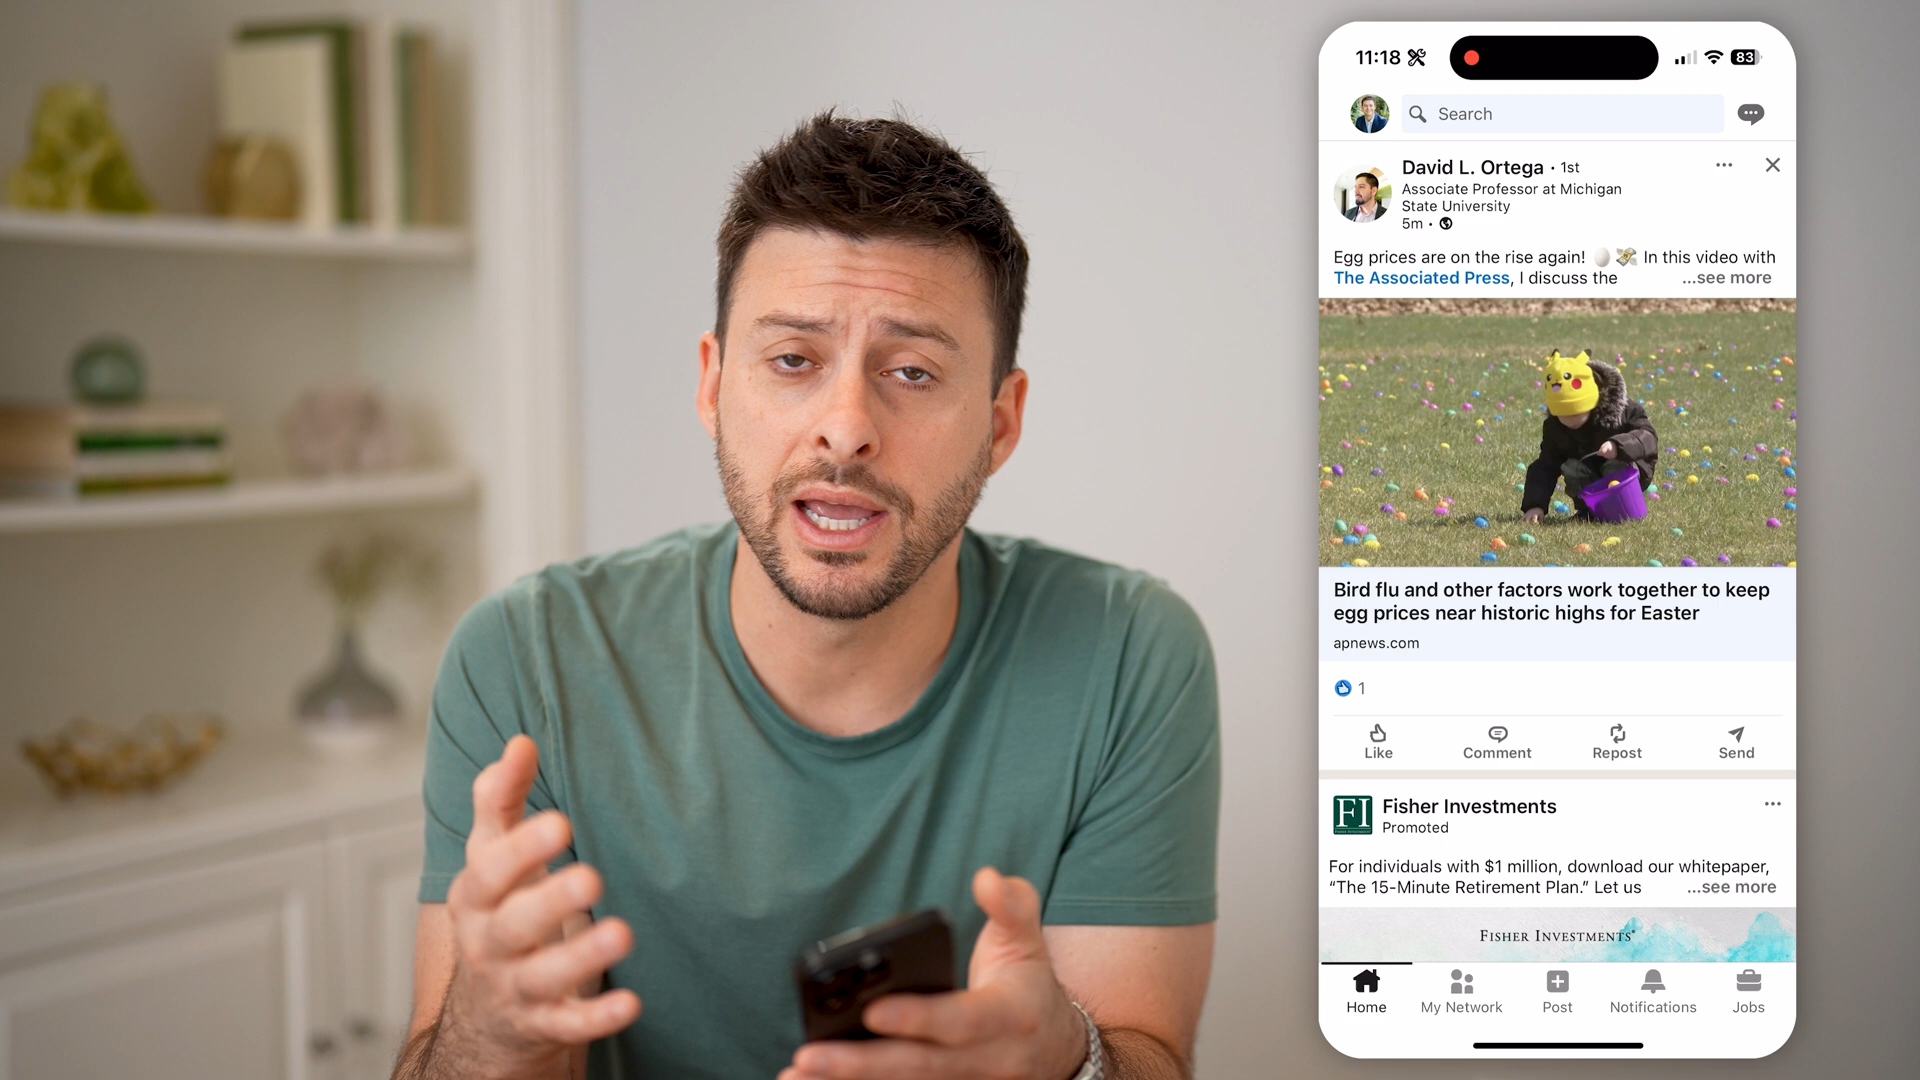 11:18
83
Search
David L. Ortega • 1st
Associate Professor at Michigan
State University
5m •
Egg prices are on the rise again! 🥚💸 In this video with
The Associated Press, I discuss the ...see more
Bird flu and other factors work together to keep
egg prices near historic highs for Easter
apnews.com
1
Like Comment Repost Send
FI
Fisher Investments
Promoted
For individuals with $1 million, download our whitepaper,
“The 15-Minute Retirement Plan.” Let us ...see more
FISHER INVESTMENTS®
Home My Network Post Notifications Jobs